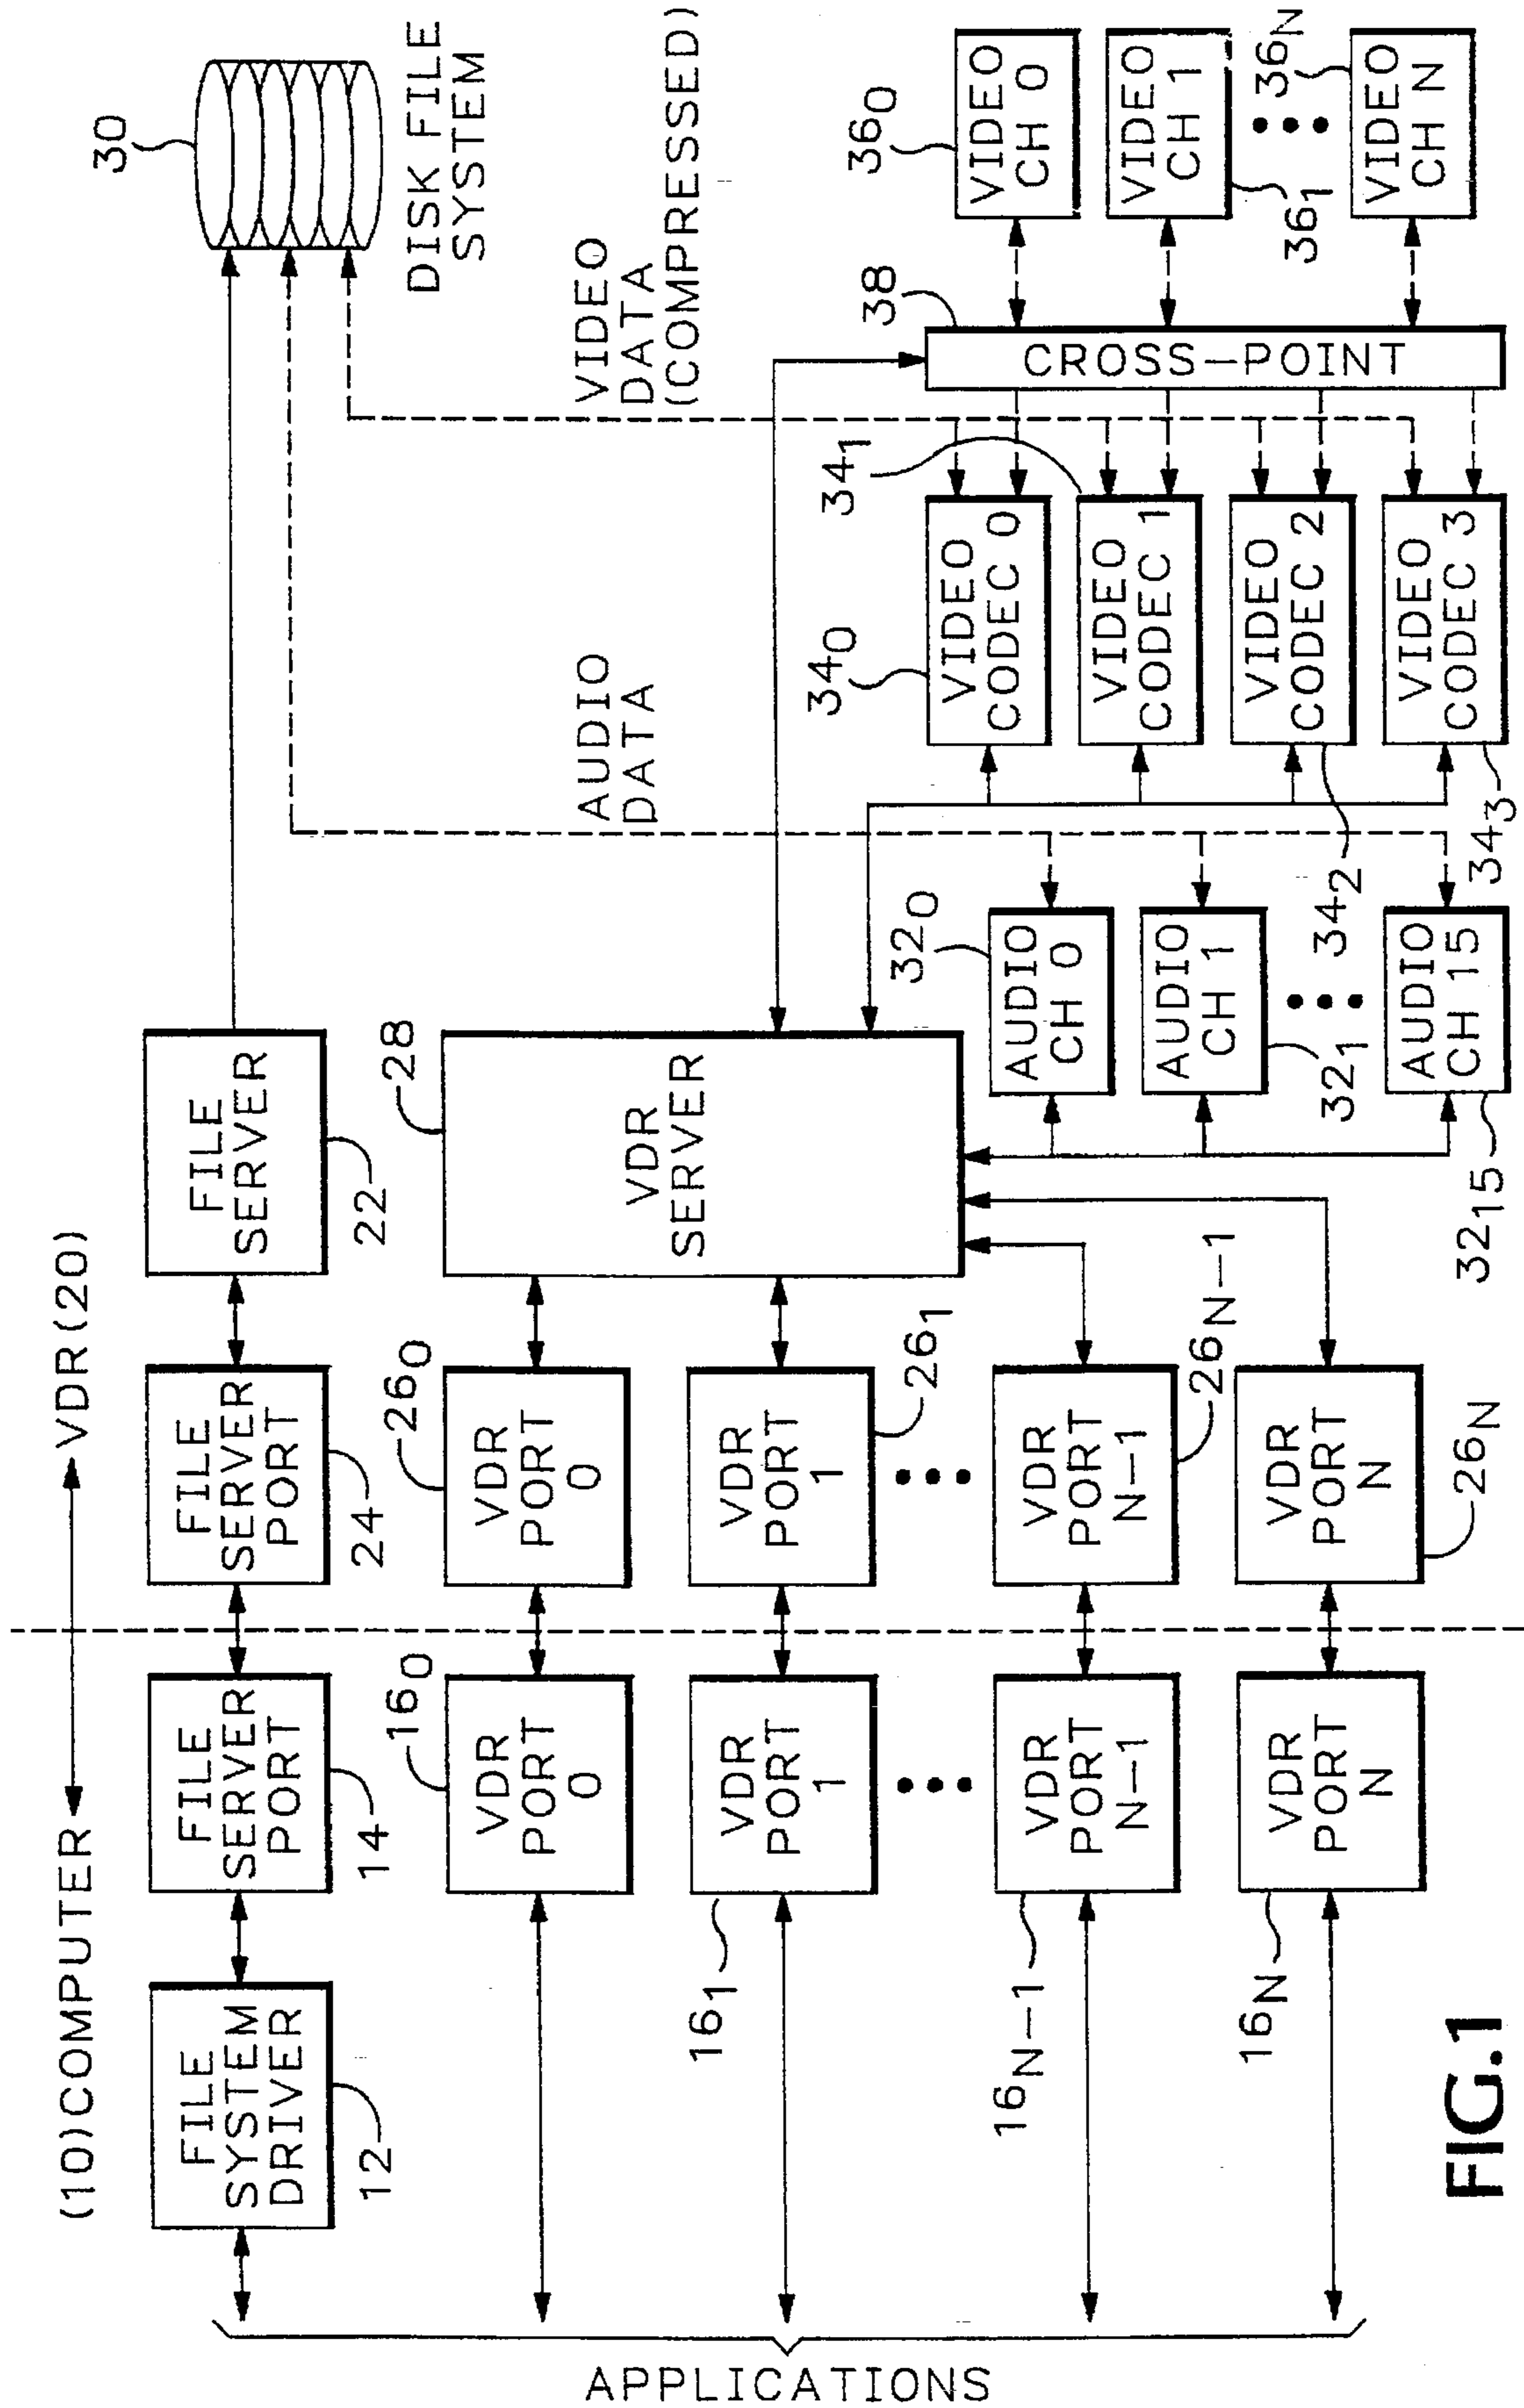 (10)COMPUTER
VDR(20)
FILE
SYSTEM
DRIVER
12
FILE
SERVER
PORT
14
FILE
SERVER
PORT
24
FILE
SERVER
22
30
DISK FILE
SYSTEM
APPLICATIONS
VDR
PORT
0
16₀
VDR
PORT
0
26₀
VDR
PORT
1
16₁
VDR
PORT
1
26₁
VDR
PORT
N–1
16N–1
VDR
PORT
N–1
26N–1
VDR
PORT
N
16N
VDR
PORT
N
26N
VDR
SERVER
28
AUDIO
DATA
VIDEO
DATA
(COMPRESSED)
AUDIO
CH 0
32₀
AUDIO
CH 1
32₁
AUDIO
CH 15
32₁₅
VIDEO
CODEC 0
34₀
VIDEO
CODEC 1
34₁
VIDEO
CODEC 2
34₂
VIDEO
CODEC 3
34₃
CROSS–POINT
38
VIDEO
CH 0
36₀
VIDEO
CH 1
36₁
VIDEO
CH N
36N
FIG.1